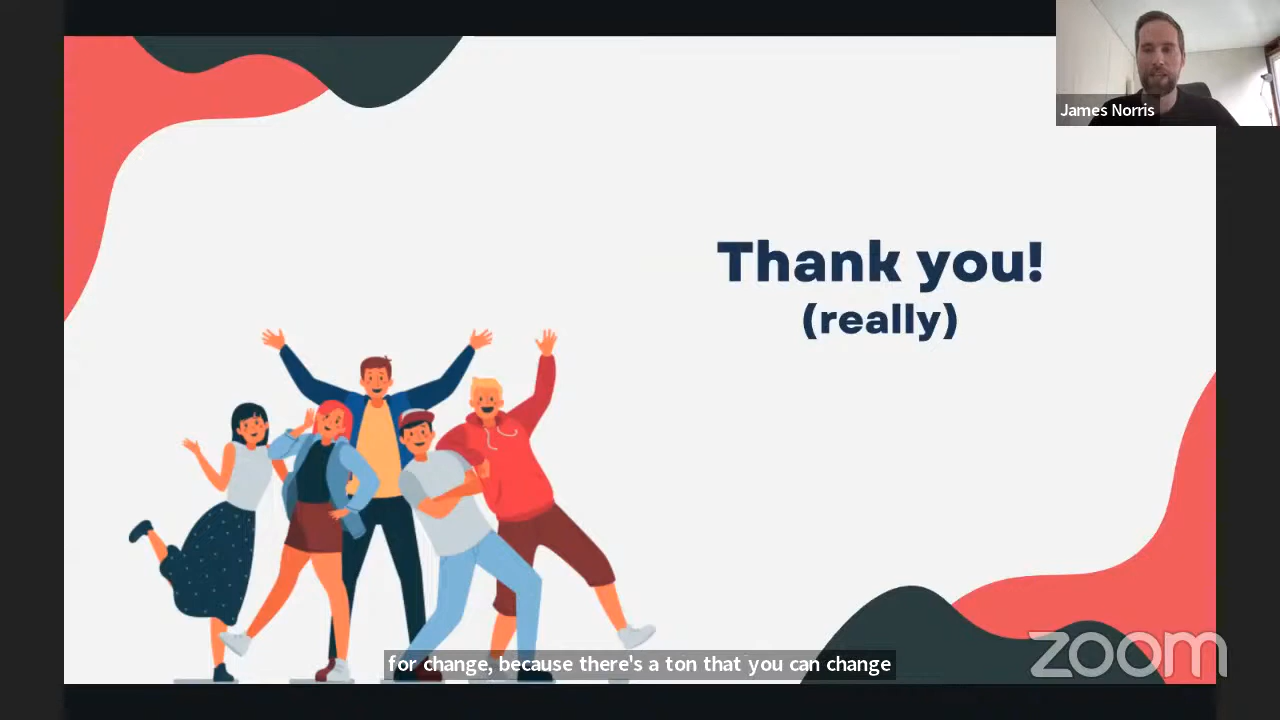 James Norris
Thank you!
(really)
for change, because there's a ton that you can change
zoom